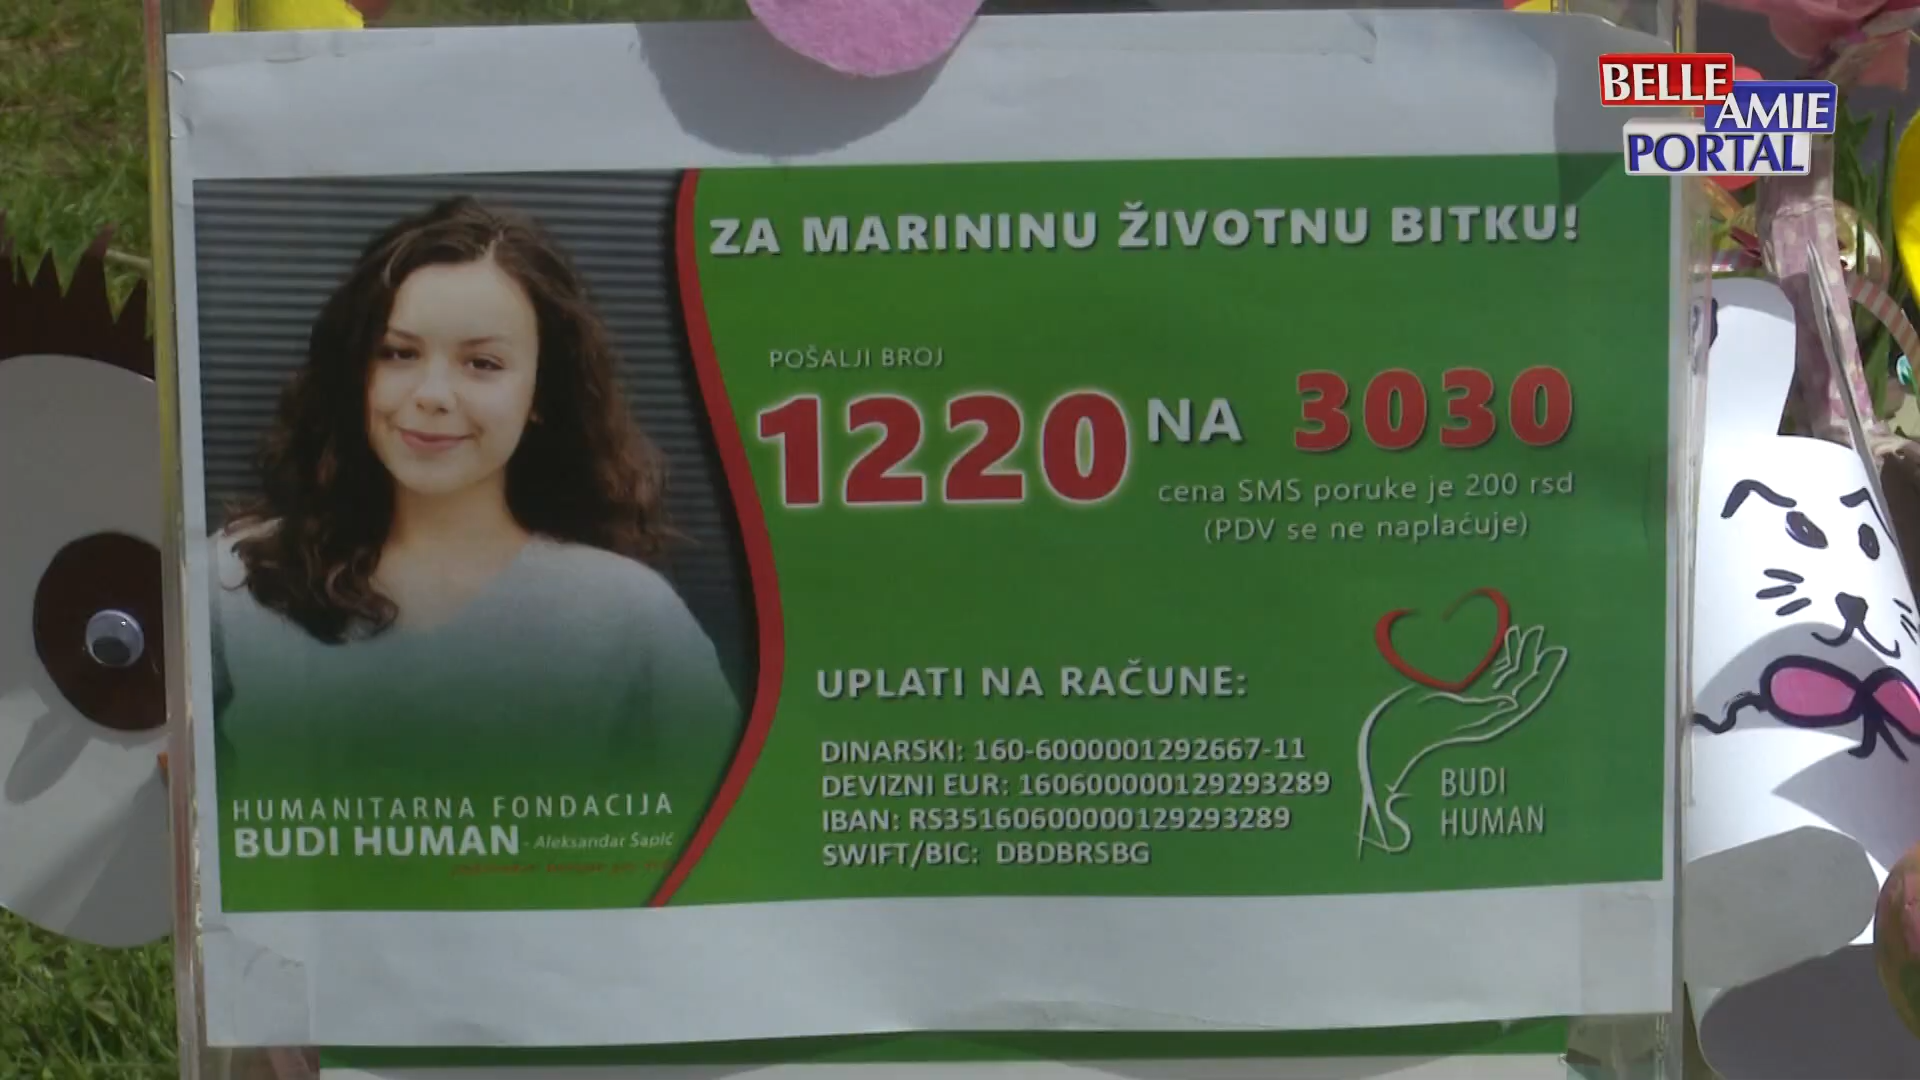 BELLE
AMIE
PORTAL
ZA MARININU ŽIVOTNU BITKU!
POŠALJI BROJ
1220 NA 3030
cena SMS poruke je 200 rsd
(PDV se ne naplaćuje)
UPLATI NA RAČUNE:
DINARSKI: 160-6000001292667-11
DEVIZNI EUR: 160600000129293289
IBAN: RS35160600000129293289
SWIFT/BIC: DBDBRSBG
HUMANITARNA FONDACIJA
BUDI HUMAN - Aleksandar Šapić
AŠ
BUDI
HUMAN